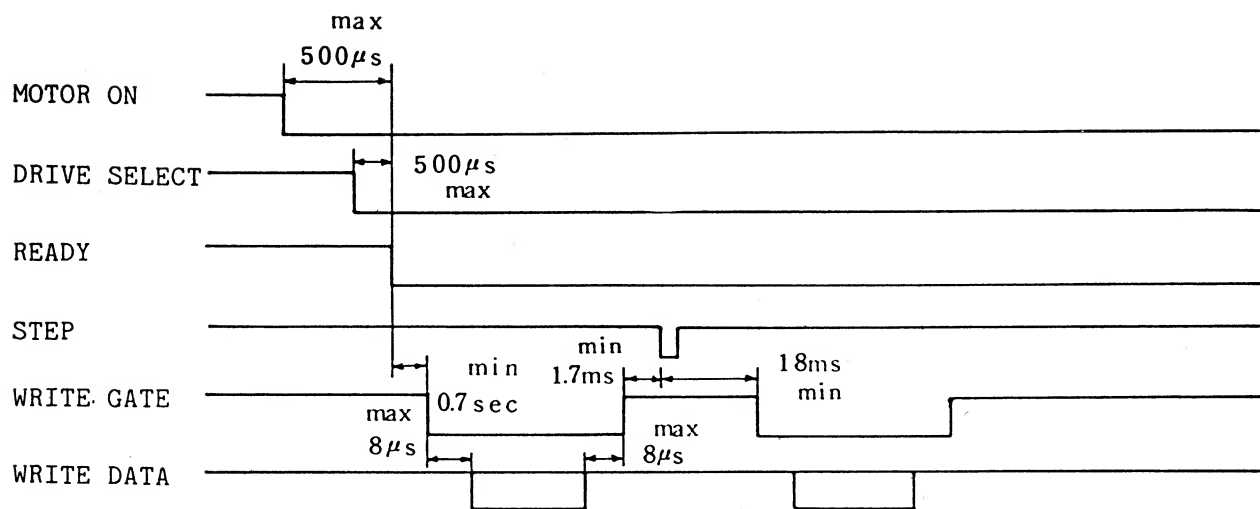 max
500μs
MOTOR ON
500μs
DRIVE SELECT
max
READY
STEP
min
18ms
min
1.7ms
min
WRITE GATE
0.7sec
max
max
8μs
8μs
WRITE DATA